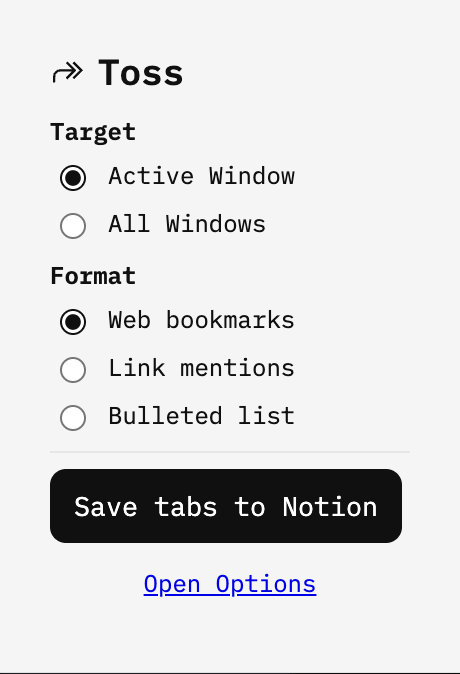 Toss
Target
Active Window
All Windows
Format
Web bookmarks
Link mentions
Bulleted list
Save tabs to Notion
Open Options